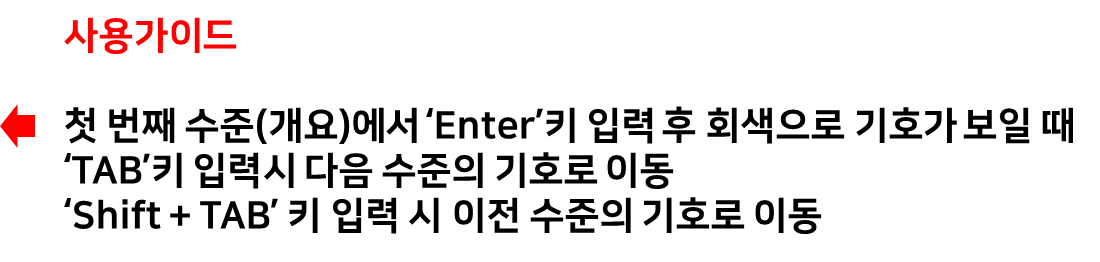 사용가이드
첫 번째 수준(개요)에서 ‘Enter’키 입력 후 회색으로 기호가 보일 때
‘TAB’키 입력시 다음 수준의 기호로 이동
‘Shift + TAB’ 키 입력 시 이전 수준의 기호로 이동